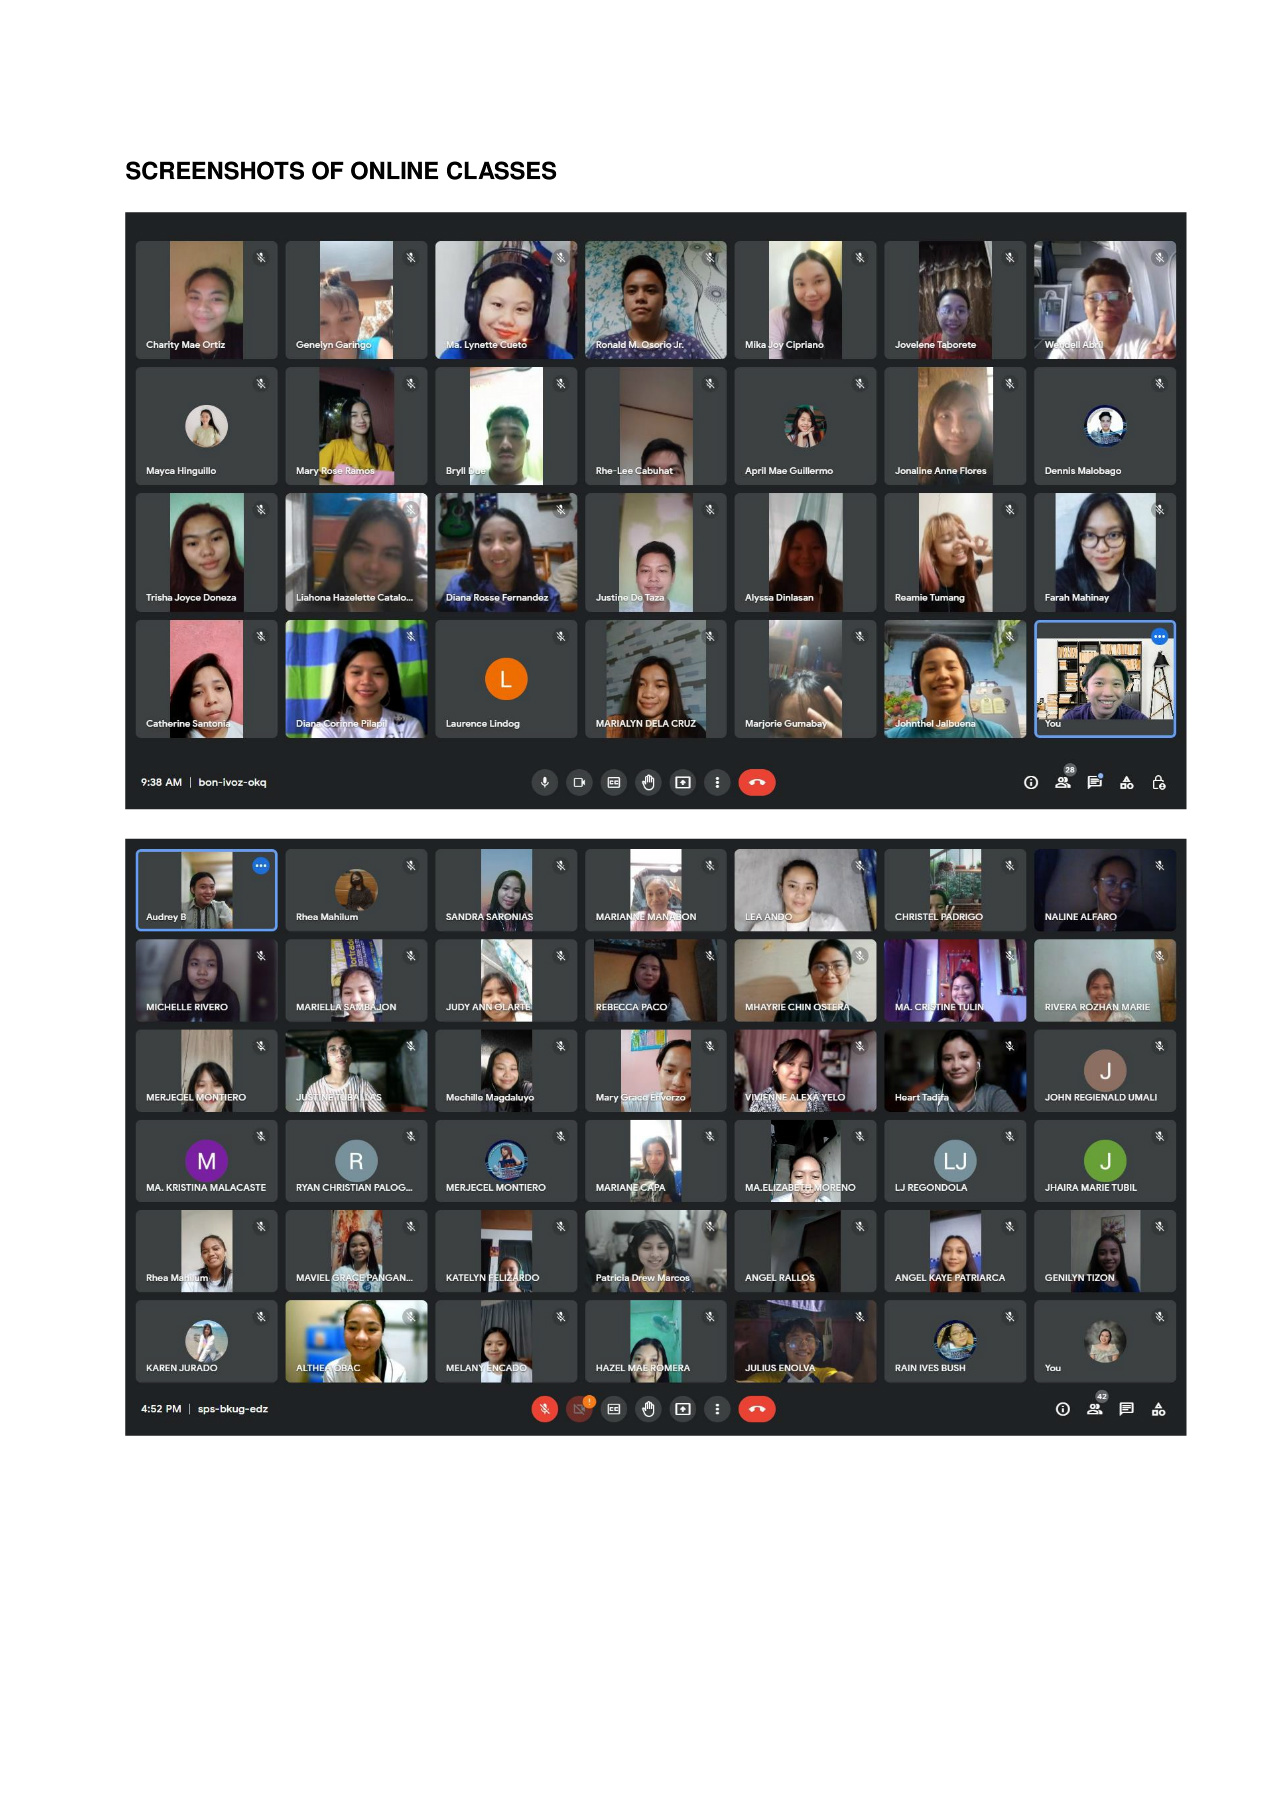 SCREENSHOTS OF ONLINE CLASSES
Charity Mae Ortiz
Genelyn Garingo
Ma. Lynette Cueto
Ronald M. Osorio Jr.
Mika Joy Cipriano
Jovelene Taborete
Wendell Abril
Mayca Hinguillo
Mary Rose Ramos
Bryll Due
Rhe-Lee Cabuhat
April Mae Guillermo
Jonaline Anne Flores
Dennis Malobago
Trisha Joyce Doneza
Liahona Hazelette Catalo...
Diana Rosse Fernandez
Justine De Taza
Alyssa Dinlasan
Reamie Tumang
Farah Mahinay
Catherine Santonia
Diana Corinne Pilapil
L
Laurence Lindog
MARIALYN DELA CRUZ
Marjorie Gumabay
Johnthel Jalbuena
You
9:38 AM | bon-ivoz-okq
28
Audrey B
Rhea Mahilum
SANDRA SARONIAS
MARIANNE MANABON
LEA ANDO
CHRISTEL PADRIGO
NALINE ALFARO
MICHELLE RIVERO
MARIELLA SAMBAJON
JUDY ANN OLARTE
REBECCA PACO
MHAYRIE CHIN OSTERA
MA. CRISTINE TULIN
RIVERA ROZHAN MARIE
MERJECEL MONTIERO
JUSTINE TUBALLAS
Mechille Magdaluyo
Mary Grace Enverzo
VIVIENNE ALEXA YELO
Heart Tadifa
J
JOHN REGIENALD UMALI
M
MA. KRISTINA MALACASTE
R
RYAN CHRISTIAN PALOG...
MERJECEL MONTIERO
MARIANE CAPA
MA.ELIZABETH MORENO
LJ
LJ REGONDOLA
J
JHAIRA MARIE TUBIL
Rhea Mahilum
MAVIEL GRACE PANGAN...
KATELYN FELIZARDO
Patricia Drew Marcos
ANGEL RALLOS
ANGEL KAYE PATRIARCA
GENILYN TIZON
KAREN JURADO
ALTHEA OBAC
MELANY ENCADO
HAZEL MAE ROMERA
JULIUS ENOLVA
RAIN IVES BUSH
You
4:52 PM | sps-bkug-edz
42